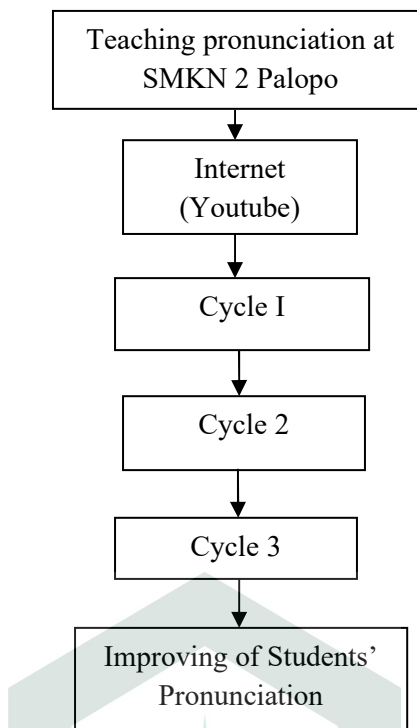 Teaching pronunciation at
SMKN 2 Palopo
Internet
(Youtube)
Cycle I
Cycle 2
Cycle 3
Improving of Students’
Pronunciation